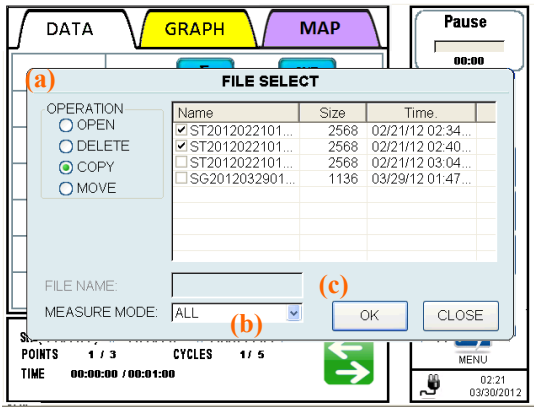 DATA GRAPH MAP Pause
00:00
(a) FILE SELECT
OPERATION
OPEN
DELETE
COPY
MOVE
Name Size Time.
ST2012022101... 2568 02/21/12 02:34...
ST2012022101... 2568 02/21/12 02:40...
ST2012022101... 2568 02/21/12 03:04...
SG2012032901... 1136 03/29/12 01:47...
FILE NAME:
(c)
MEASURE MODE: ALL
(b)
OK CLOSE
POINTS 1 / 3 CYCLES 1 / 5
TIME 00:00:00 / 00:01:00
MENU
02:21
03/30/2012